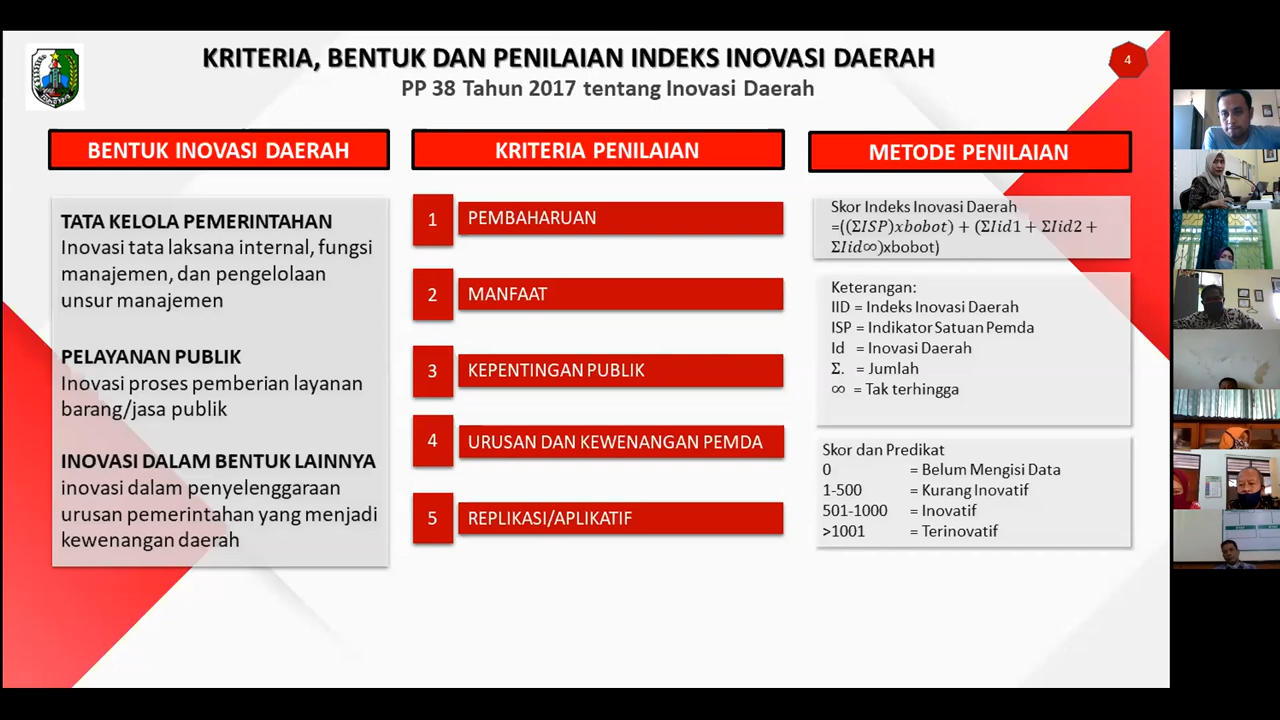 KRITERIA, BENTUK DAN PENILAIAN INDEKS INOVASI DAERAH
PP 38 Tahun 2017 tentang Inovasi Daerah
4
BENTUK INOVASI DAERAH
TATA KELOLA PEMERINTAHAN
Inovasi tata laksana internal, fungsi
manajemen, dan pengelolaan
unsur manajemen
PELAYANAN PUBLIK
Inovasi proses pemberian layanan
barang/jasa publik
INOVASI DALAM BENTUK LAINNYA
inovasi dalam penyelenggaraan
urusan pemerintahan yang menjadi
kewenangan daerah
KRITERIA PENILAIAN
1 PEMBAHARUAN
2 MANFAAT
3 KEPENTINGAN PUBLIK
4 URUSAN DAN KEWENANGAN PEMDA
5 REPLIKASI/APLIKATIF
METODE PENILAIAN
Skor Indeks Inovasi Daerah
=((ΣISP)xbobot) + (ΣIid1 + ΣIid2 +
ΣIid∞)xbobot)
Keterangan:
IID = Indeks Inovasi Daerah
ISP = Indikator Satuan Pemda
Id = Inovasi Daerah
Σ. = Jumlah
∞ = Tak terhingga
Skor dan Predikat
0 = Belum Mengisi Data
1-500 = Kurang Inovatif
501-1000 = Inovatif
>1001 = Terinovatif